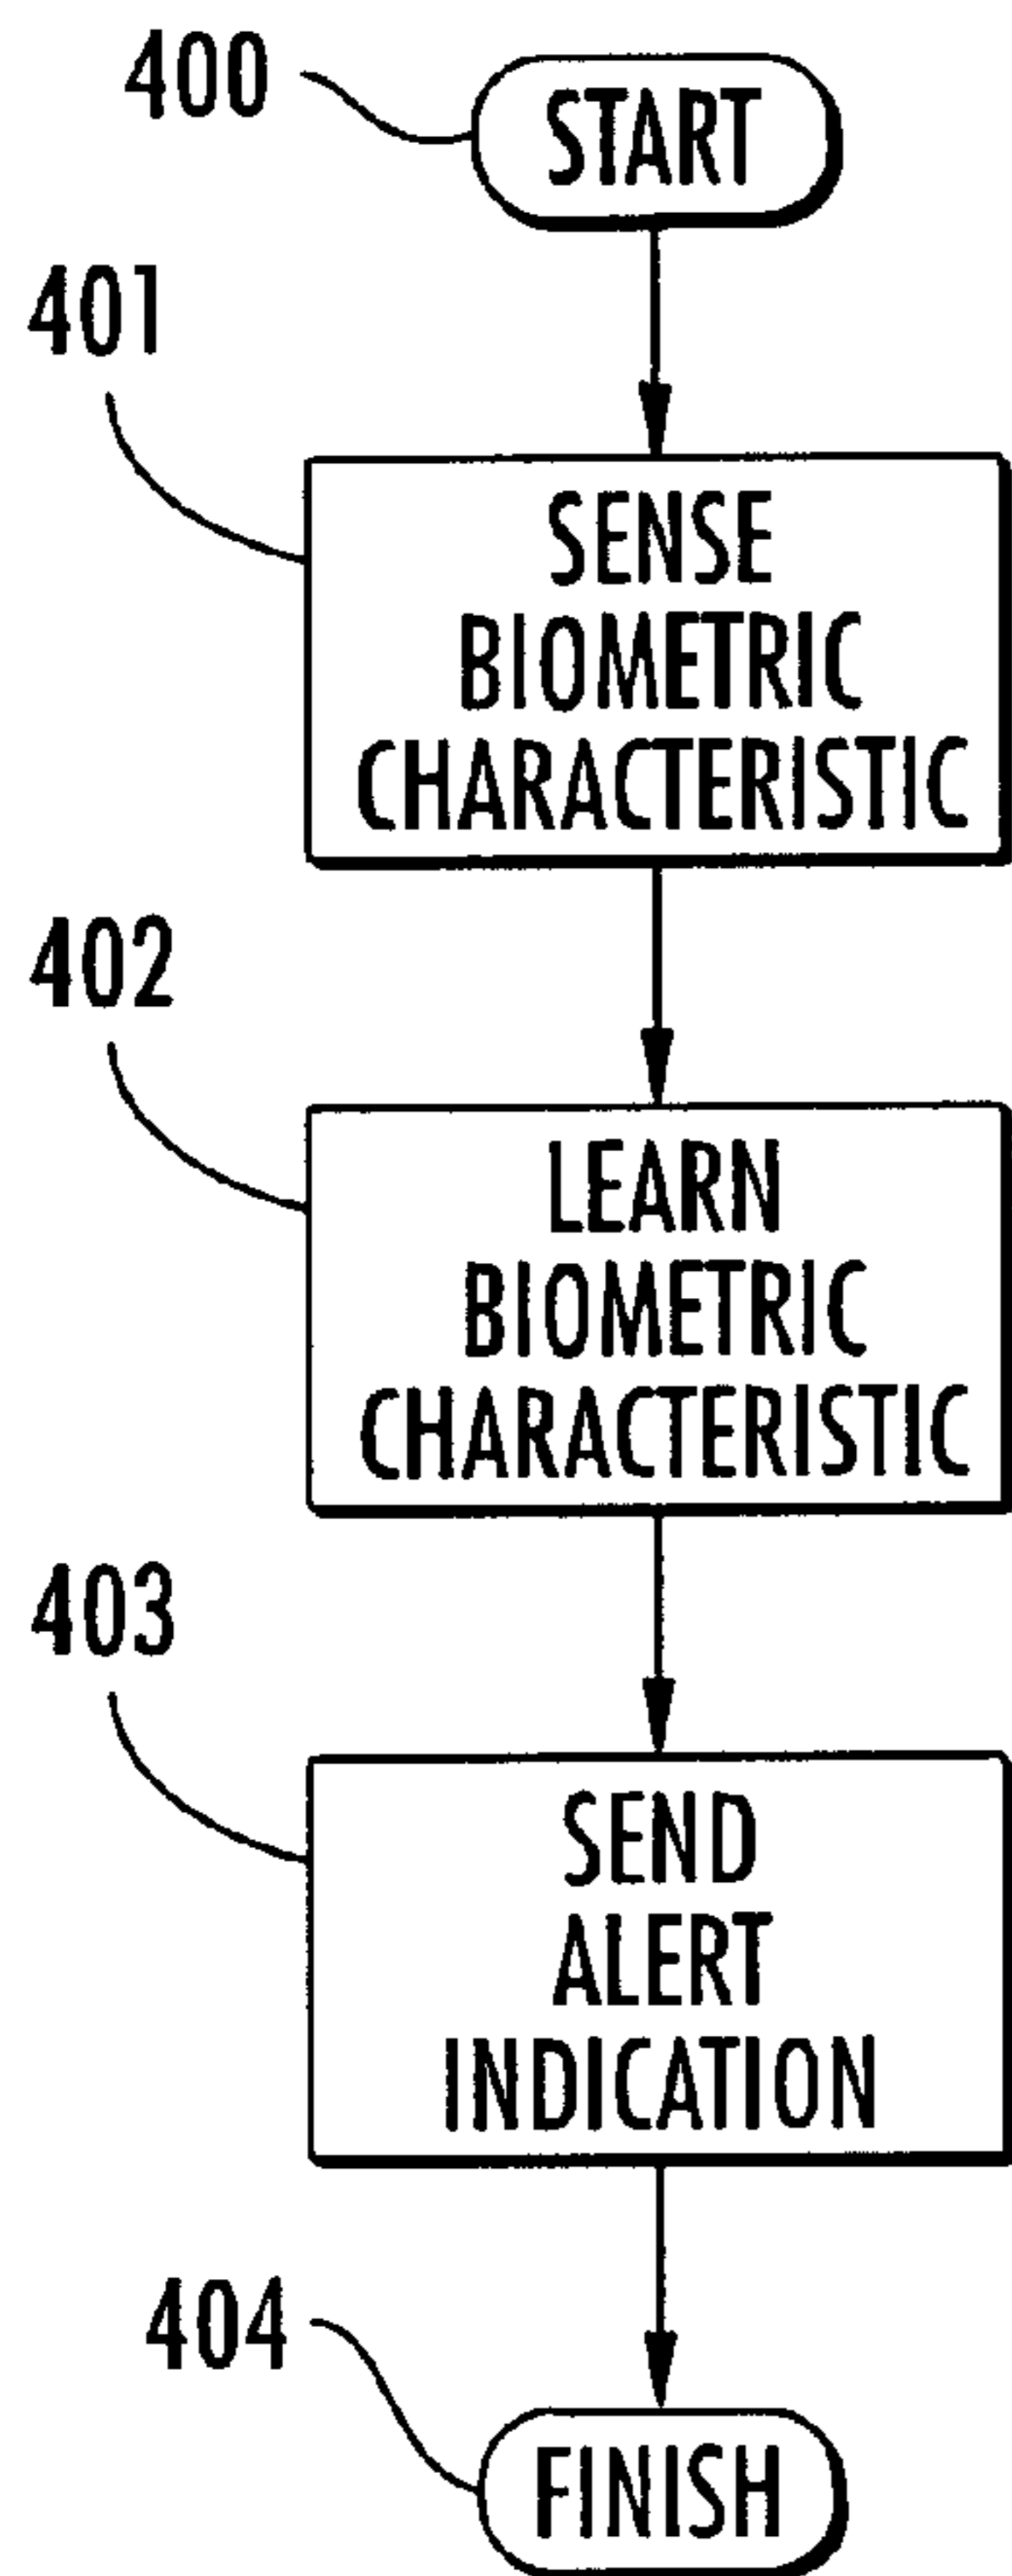 400
START
401
SENSE
BIOMETRIC
CHARACTERISTIC
402
LEARN
BIOMETRIC
CHARACTERISTIC
403
SEND
ALERT
INDICATION
404
FINISH